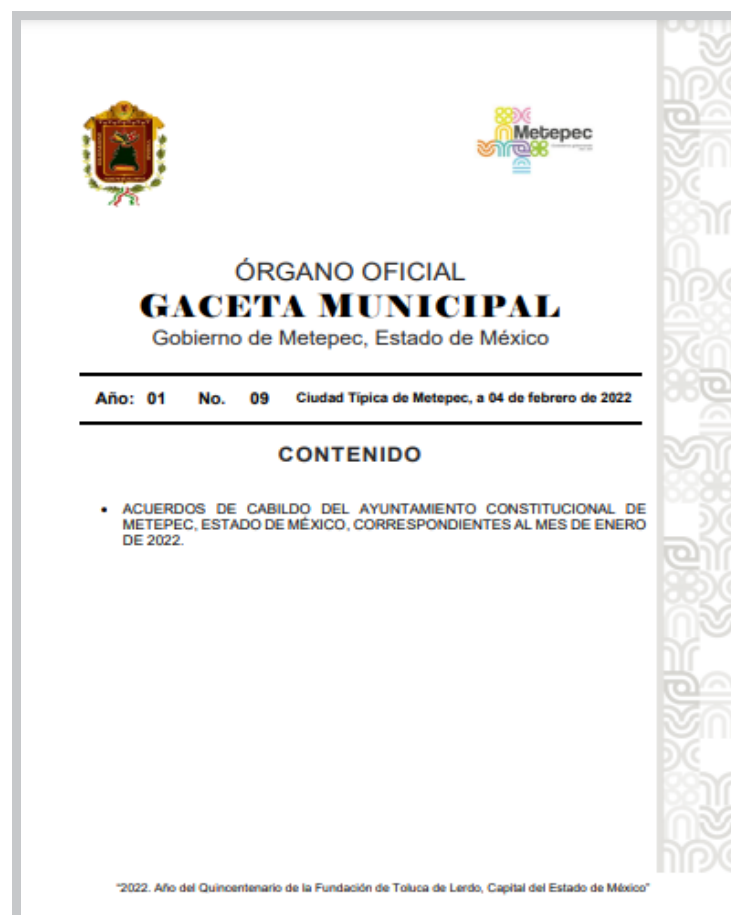 Metepec
ÓRGANO OFICIAL
GACETA MUNICIPAL
Gobierno de Metepec, Estado de México
Año: 01 No. 09 Ciudad Típica de Metepec, a 04 de febrero de 2022
CONTENIDO
• ACUERDOS DE CABILDO DEL AYUNTAMIENTO CONSTITUCIONAL DE
METEPEC, ESTADO DE MÉXICO, CORRESPONDIENTES AL MES DE ENERO
DE 2022.
"2022. Año del Quincentenario de la Fundación de Toluca de Lerdo, Capital del Estado de México"